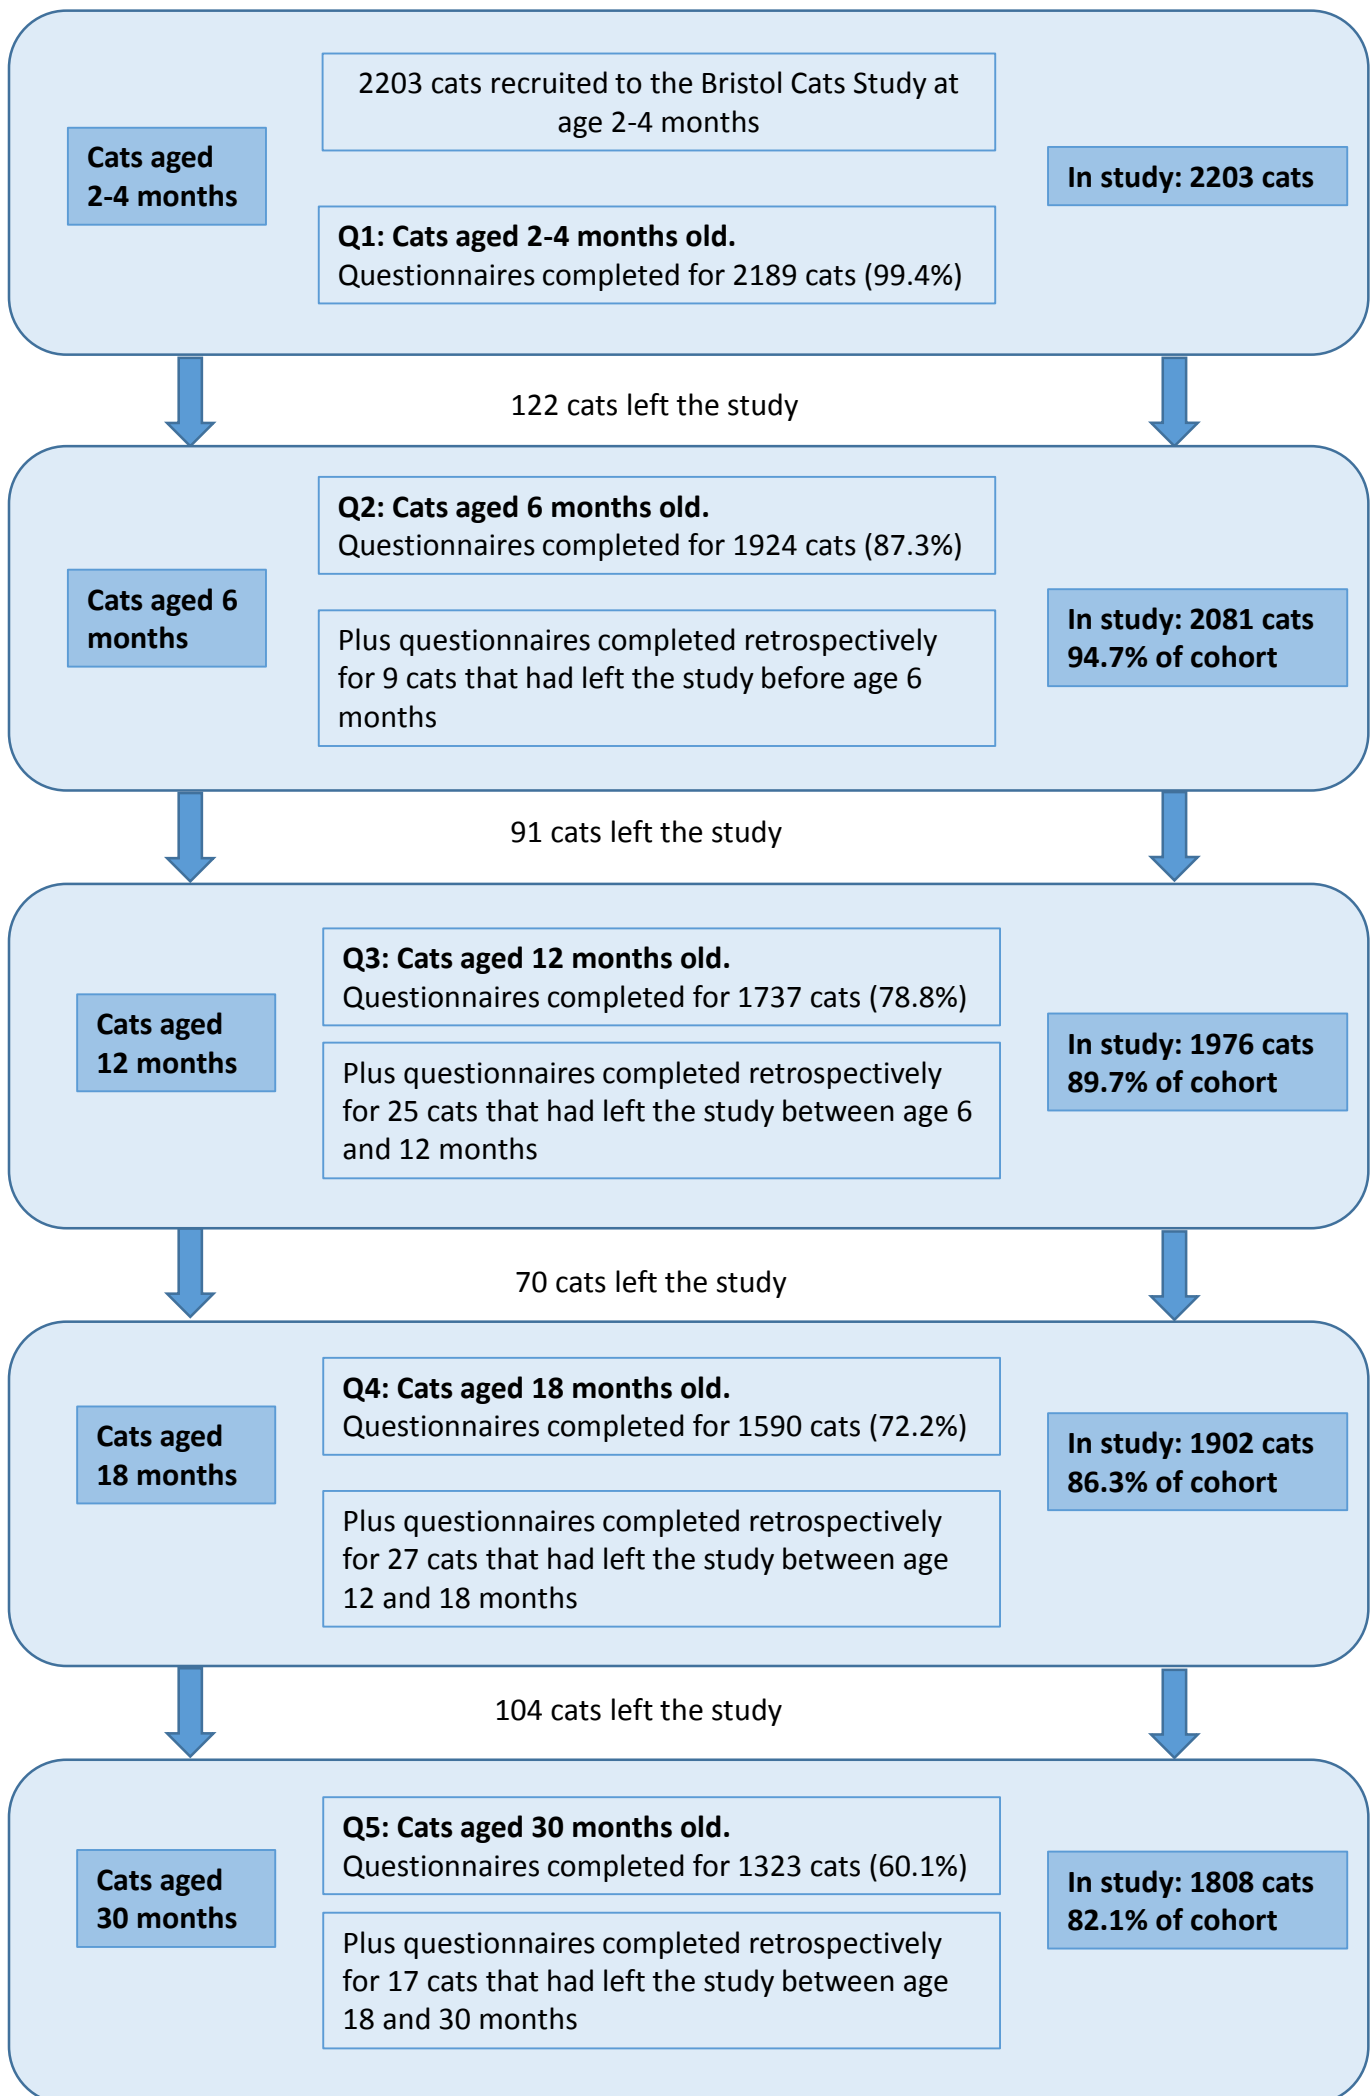 2203 cats recruited to the Bristol Cats Study at
age 2-4 months
Cats aged
2-4 months
In study: 2203 cats
Q1: Cats aged 2-4 months old.
Questionnaires completed for 2189 cats (99.4%)
122 cats left the study
Q2: Cats aged 6 months old.
Questionnaires completed for 1924 cats (87.3%)
Cats aged 6
months
In study: 2081 cats
94.7% of cohort
Plus questionnaires completed retrospectively
for 9 cats that had left the study before age 6
months
91 cats left the study
Q3: Cats aged 12 months old.
Questionnaires completed for 1737 cats (78.8%)
Cats aged
12 months
In study: 1976 cats
89.7% of cohort
Plus questionnaires completed retrospectively
for 25 cats that had left the study between age 6
and 12 months
70 cats left the study
Q4: Cats aged 18 months old.
Questionnaires completed for 1590 cats (72.2%)
Cats aged
18 months
In study: 1902 cats
86.3% of cohort
Plus questionnaires completed retrospectively
for 27 cats that had left the study between age
12 and 18 months
104 cats left the study
Q5: Cats aged 30 months old.
Questionnaires completed for 1323 cats (60.1%)
Cats aged
30 months
In study: 1808 cats
82.1% of cohort
Plus questionnaires completed retrospectively
for 17 cats that had left the study between age
18 and 30 months